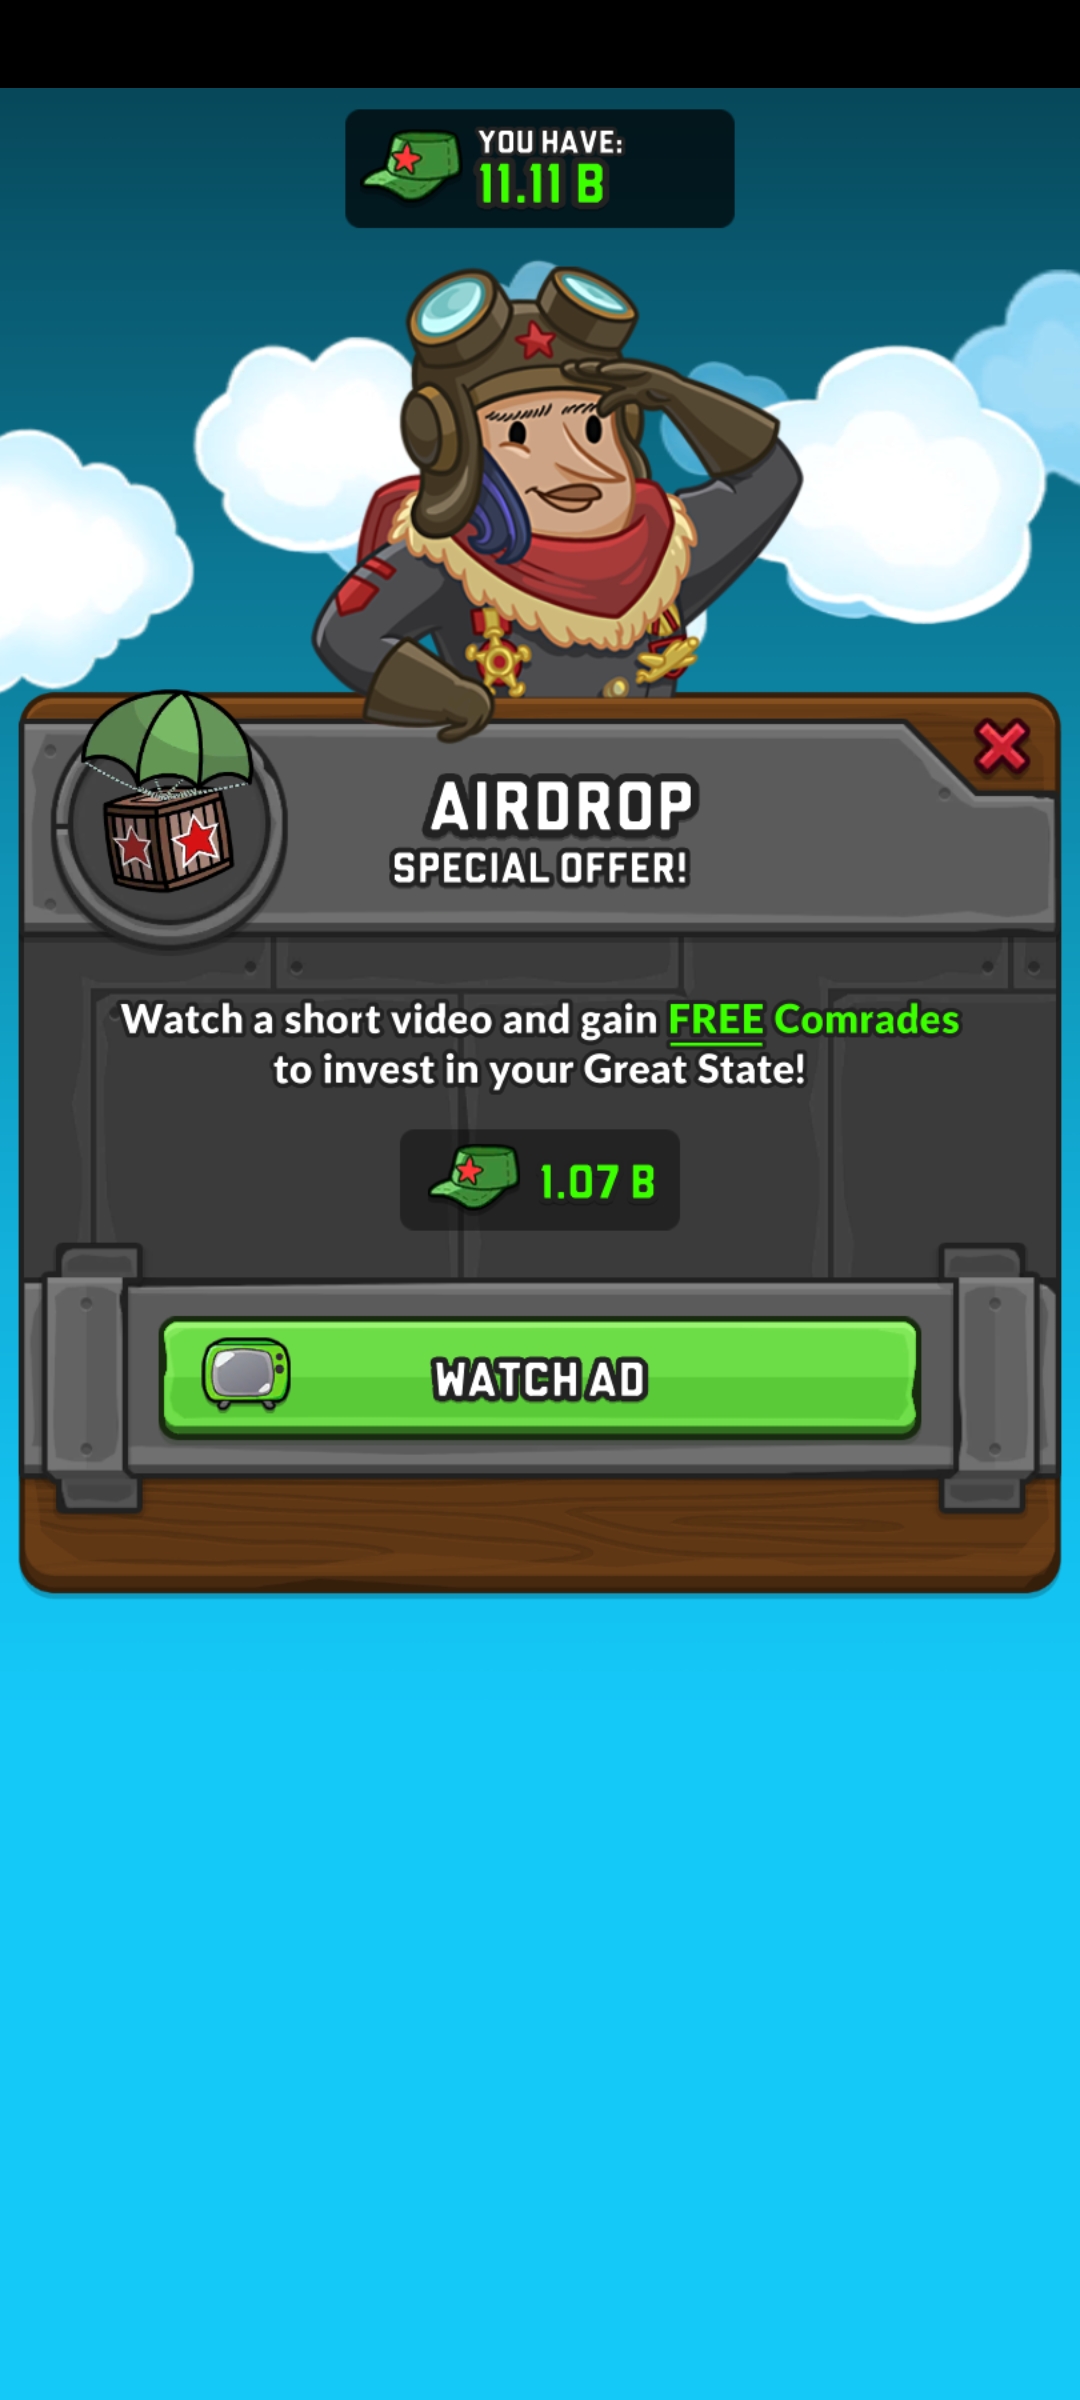 YOU HAVE:
11.11 B
AIRDROP
SPECIAL OFFER!
Watch a short video and gain FREE Comrades
to invest in your Great State!
1.07 B
WATCH AD